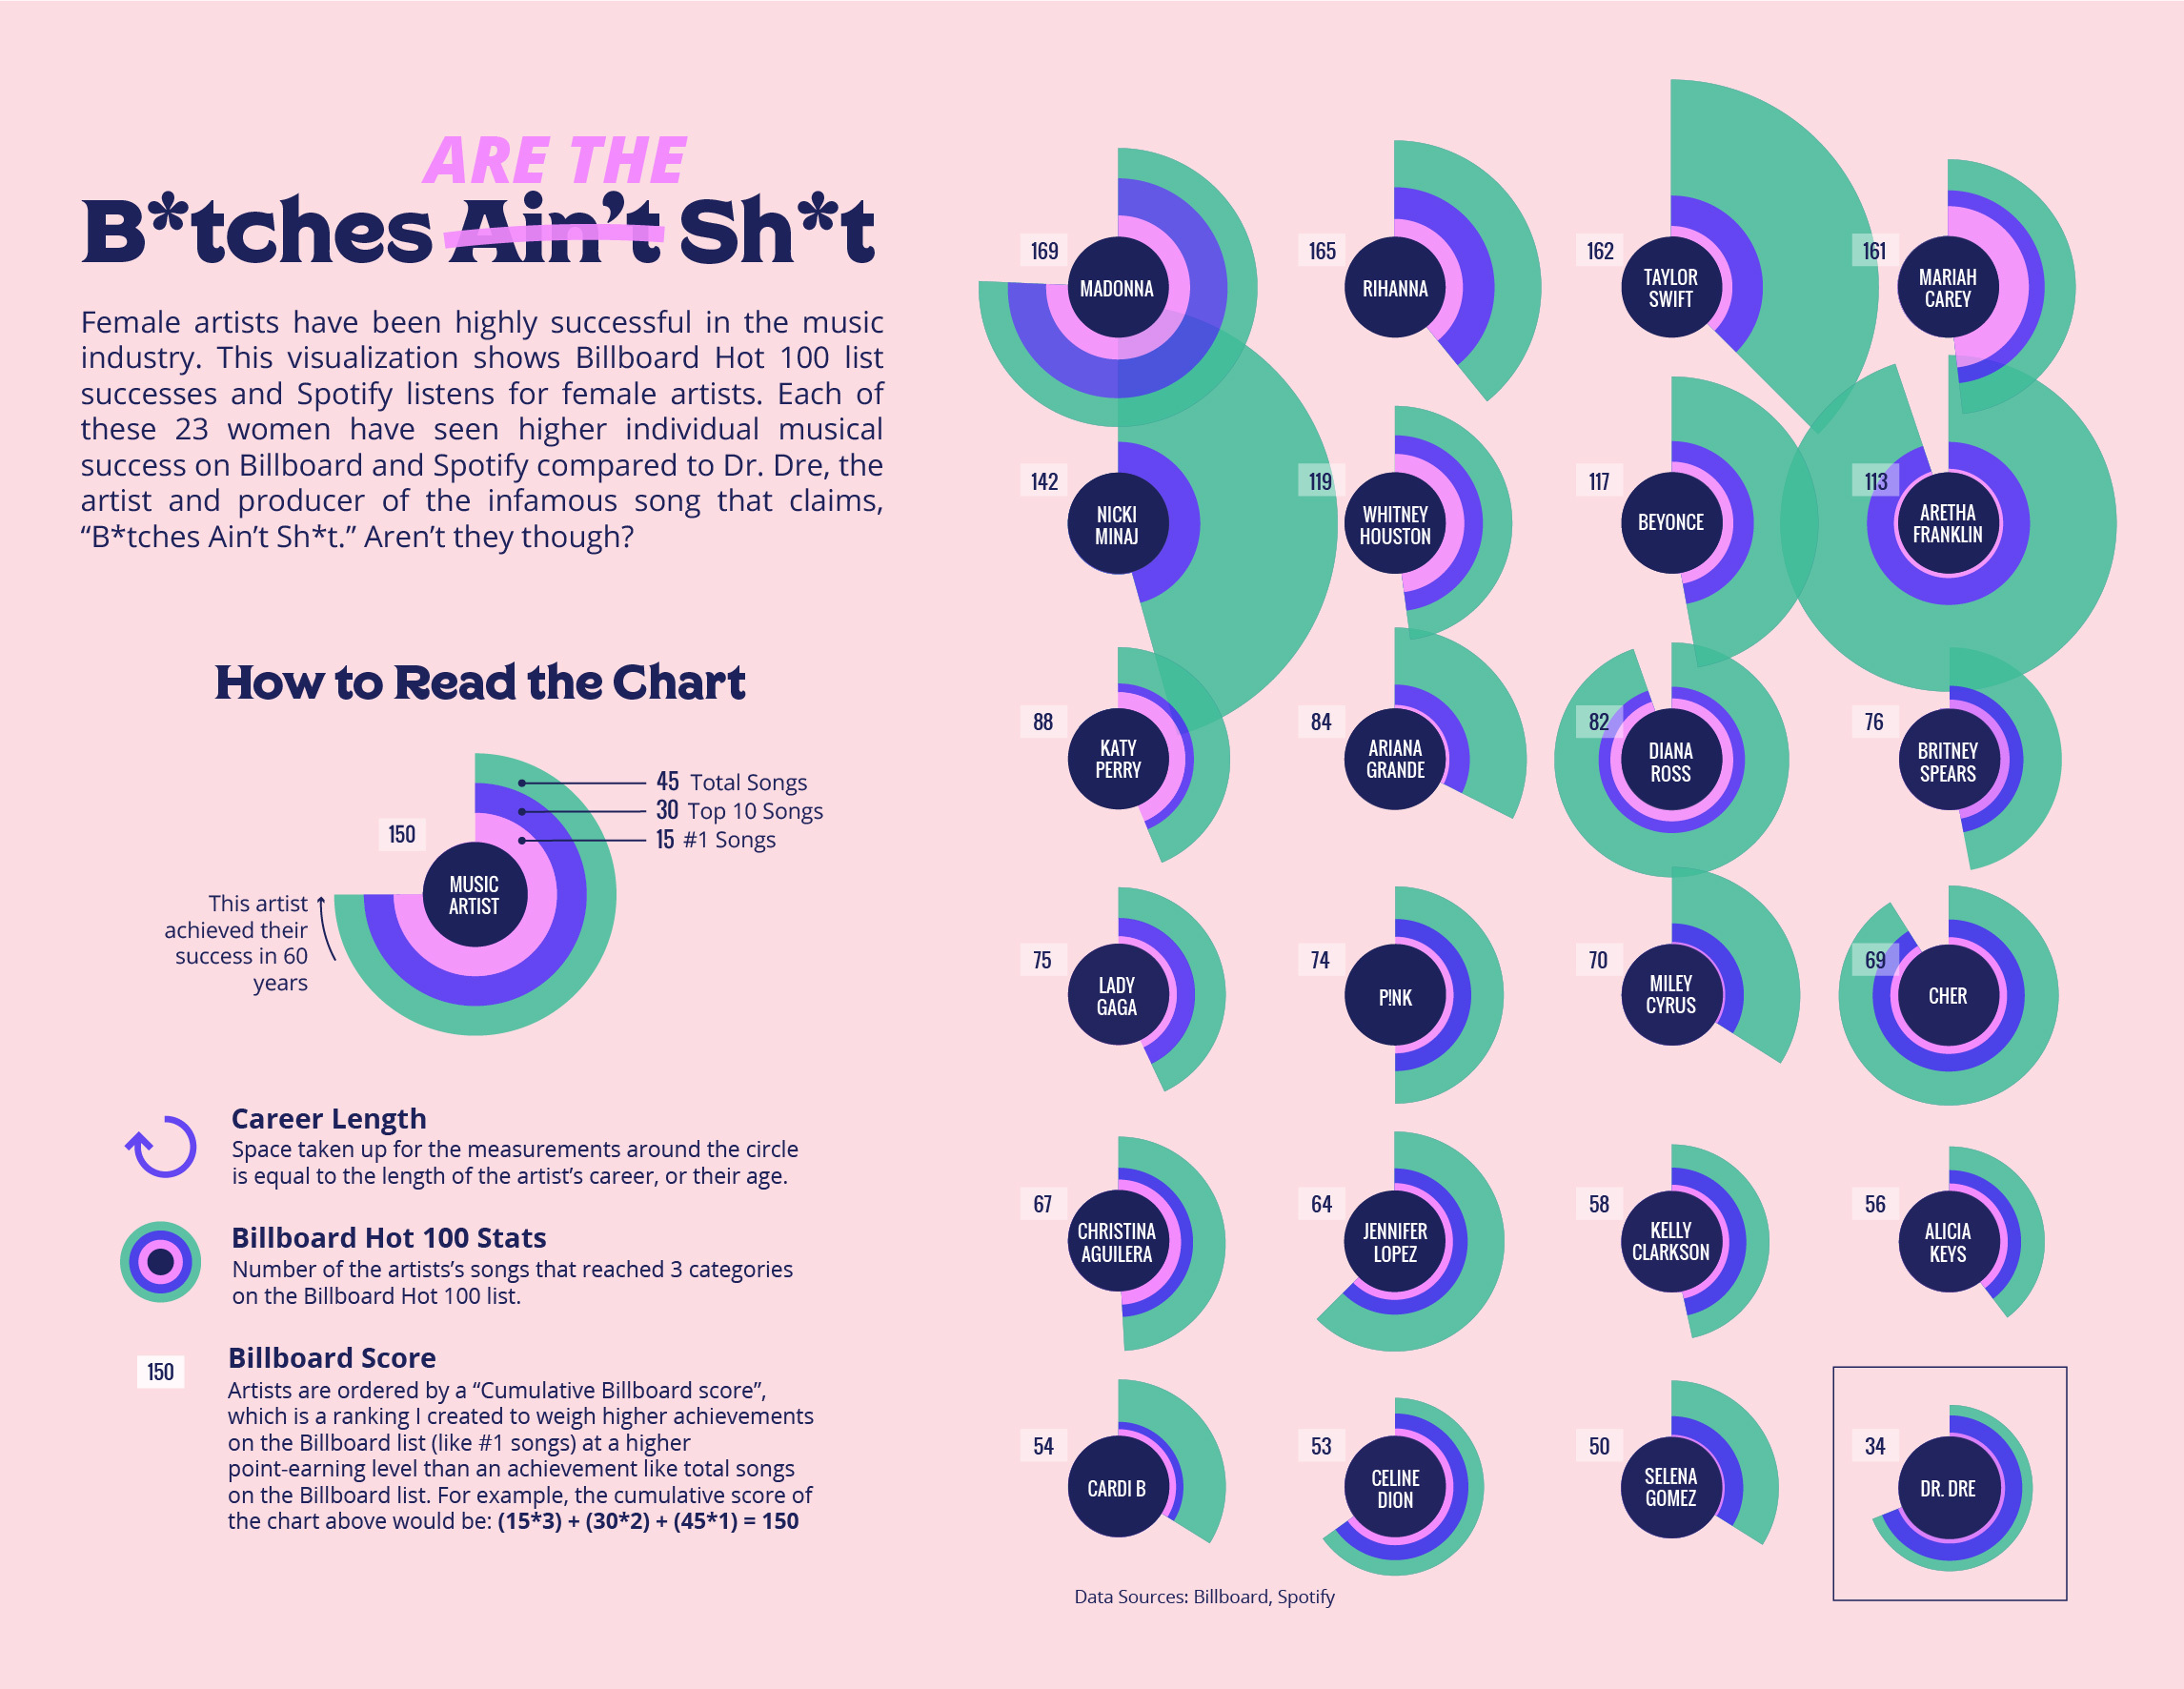 ARE THE
B*tches Ain't Sh*t
Female artists have been highly successful in the music
industry. This visualization shows Billboard Hot 100 list
successes and Spotify listens for female artists. Each of
these 23 women have seen higher individual musical
success on Billboard and Spotify compared to Dr. Dre, the
artist and producer of the infamous song that claims,
“B*tches Ain’t Sh*t.” Aren’t they though?
How to Read the Chart
45 Total Songs
30 Top 10 Songs
15 #1 Songs
150
MUSIC
ARTIST
This artist
achieved their
success in 60
years
Career Length
Space taken up for the measurements around the circle
is equal to the length of the artist’s career, or their age.
Billboard Hot 100 Stats
Number of the artists’s songs that reached 3 categories
on the Billboard Hot 100 list.
150
Billboard Score
Artists are ordered by a “Cumulative Billboard score”,
which is a ranking I created to weigh higher achievements
on the Billboard list (like #1 songs) at a higher
point-earning level than an achievement like total songs
on the Billboard list. For example, the cumulative score of
the chart above would be: (15*3) + (30*2) + (45*1) = 150
169
MADONNA
165
RIHANNA
162
TAYLOR
SWIFT
161
MARIAH
CAREY
142
NICKI
MINAJ
119
WHITNEY
HOUSTON
117
BEYONCE
113
ARETHA
FRANKLIN
88
KATY
PERRY
84
ARIANA
GRANDE
82
DIANA
ROSS
76
BRITNEY
SPEARS
75
LADY
GAGA
74
P!NK
70
MILEY
CYRUS
69
CHER
67
CHRISTINA
AGUILERA
64
JENNIFER
LOPEZ
58
KELLY
CLARKSON
56
ALICIA
KEYS
54
CARDI B
53
CELINE
DION
50
SELENA
GOMEZ
34
DR. DRE
Data Sources: Billboard, Spotify